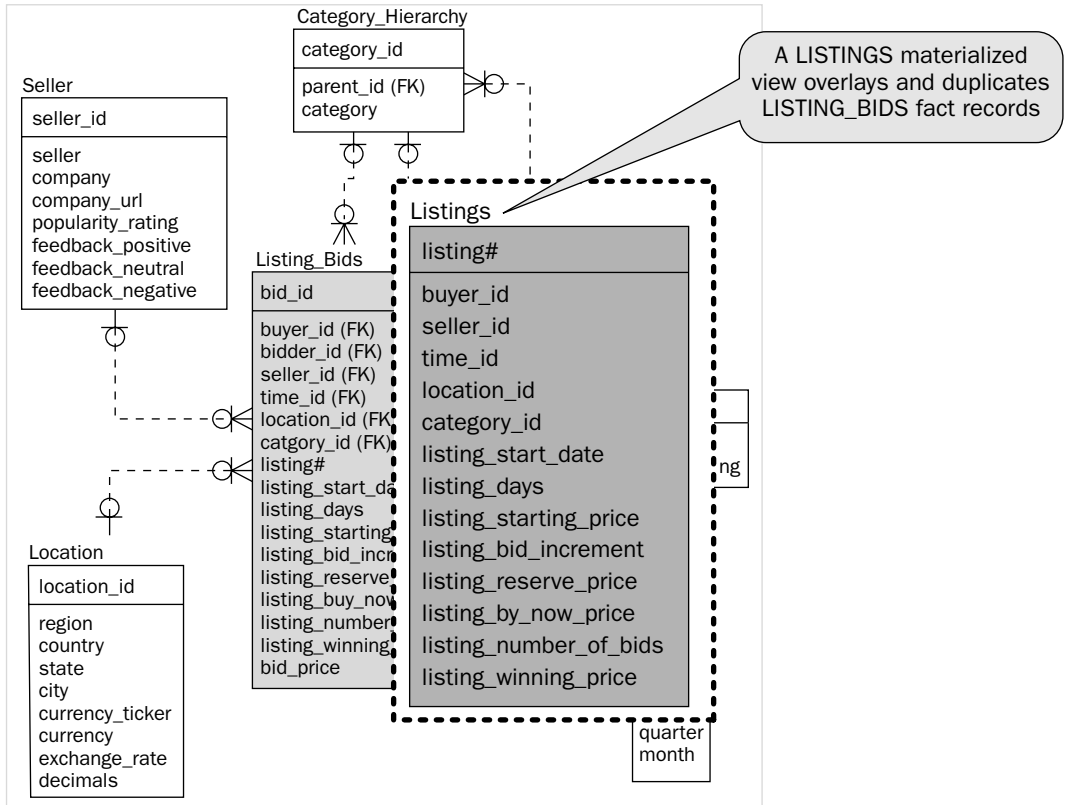 Category_Hierarchy
category_id
parent_id (FK)
category
A LISTINGS materialized
view overlays and duplicates
LISTING_BIDS fact records
Seller
seller_id
seller
company
company_url
popularity_rating
feedback_positive
feedback_neutral
feedback_negative
Listing_Bids
bid_id
buyer_id (FK)
bidder_id (FK)
seller_id (FK)
time_id (FK)
location_id (FK
catgory_id (FK)
listing#
listing_start_da
listing_days
listing_starting
listing_bid_incr
listing_reserve
listing_buy_now
listing_number
listing_winning
bid_price
Listings
listing#
buyer_id
seller_id
time_id
location_id
category_id
listing_start_date
listing_days
listing_starting_price
listing_bid_increment
listing_reserve_price
listing_by_now_price
listing_number_of_bids
listing_winning_price
ng
Location
location_id
region
country
state
city
currency_ticker
currency
exchange_rate
decimals
quarter
month